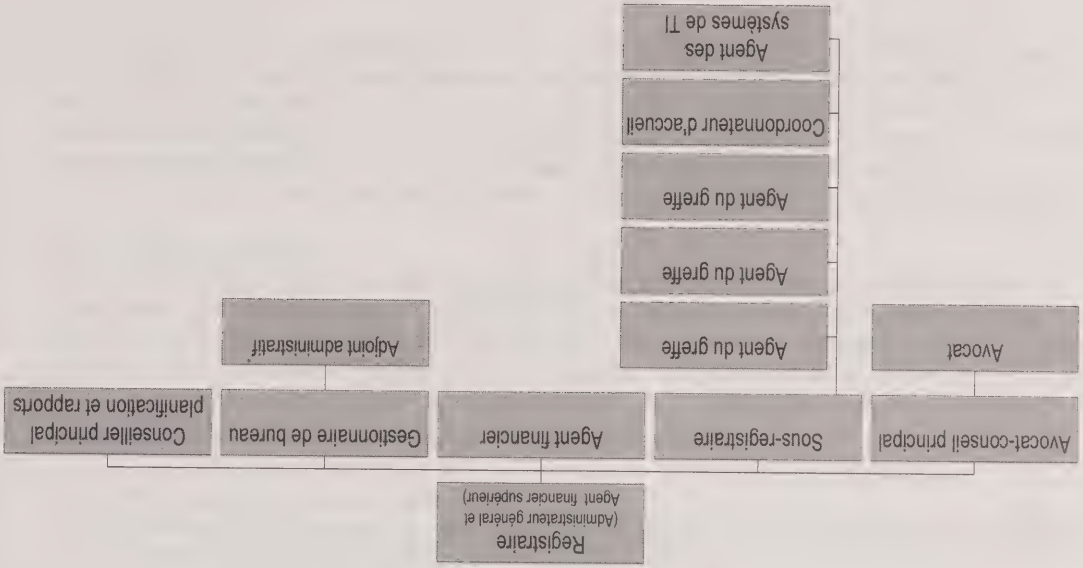 Registraire
(Administrateur général et
Agent financier supérieur)
Avocat-conseil principal
Sous-registraire
Agent financier
Gestionnaire de bureau
Conseiller principal
planification et rapports
Avocat
Agent du greffe
Adjoint administratif
Agent du greffe
Agent du greffe
Coordonnateur d'accueil
Agent des
systèmes de TI